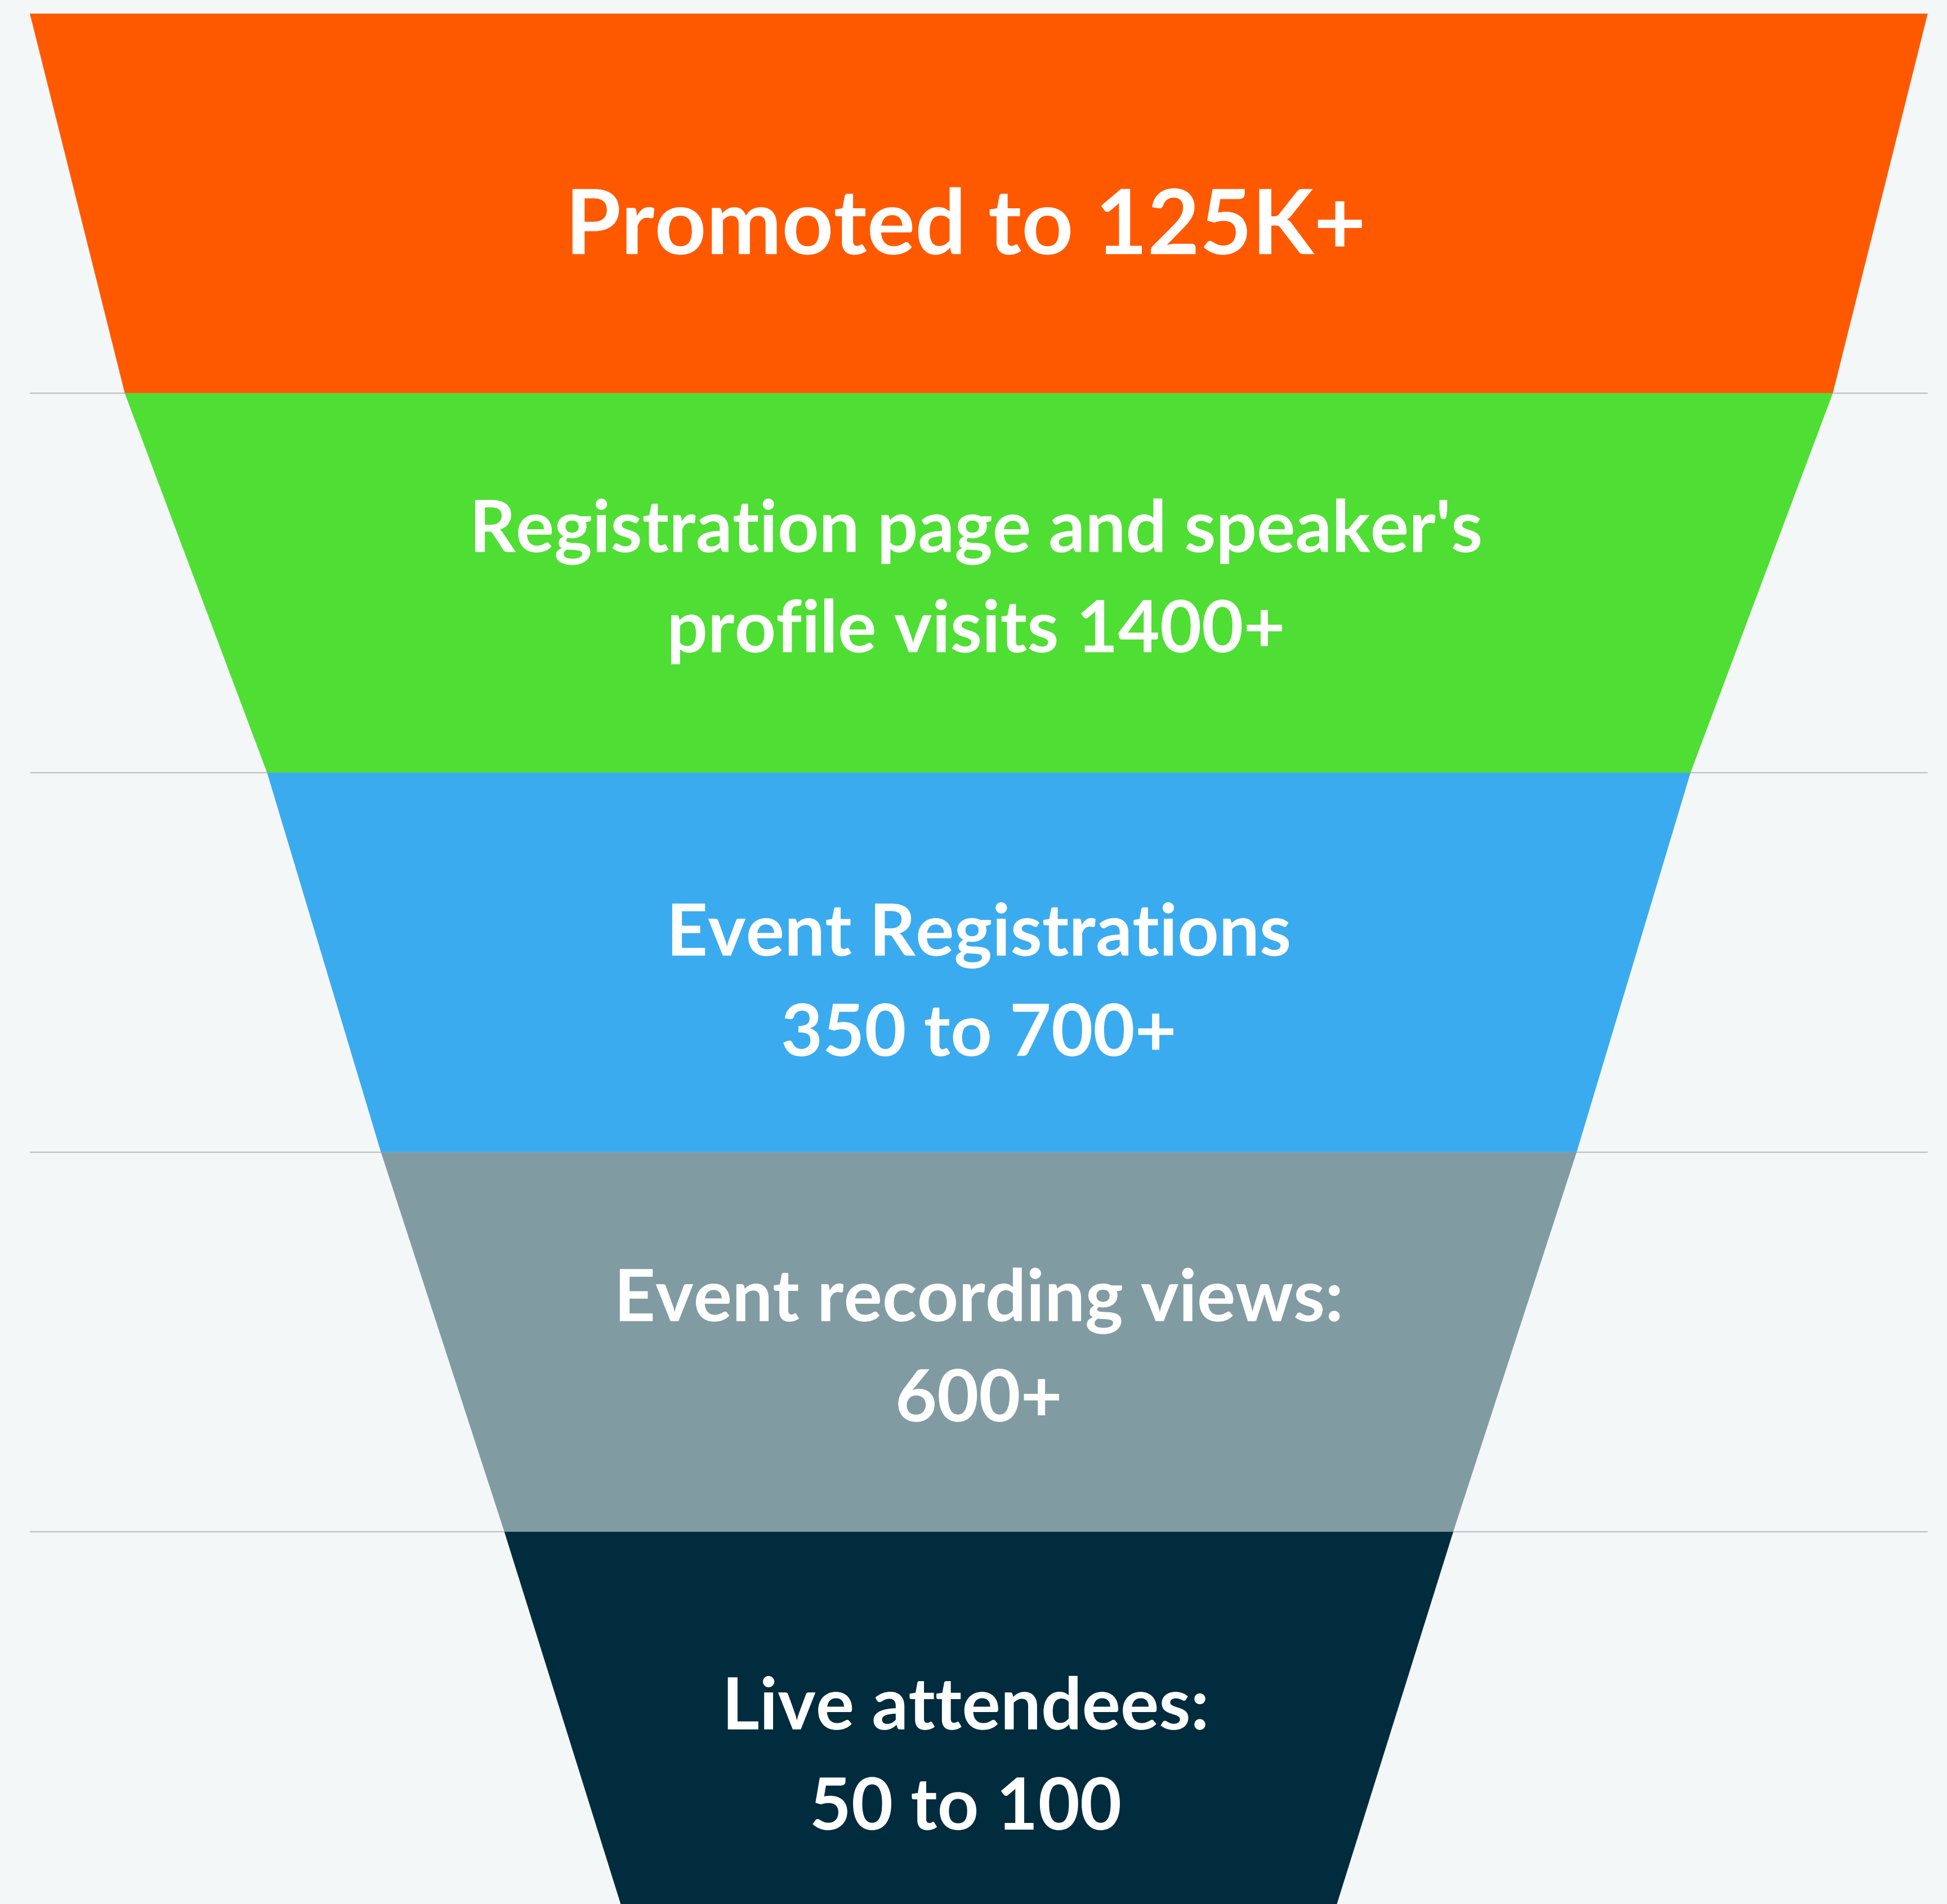 Promoted to 125K+
Registration page and speaker's
profile visits 1400+
Event Registrations
350 to 700+
Event recording views:
600+
Live attendees:
50 to 100